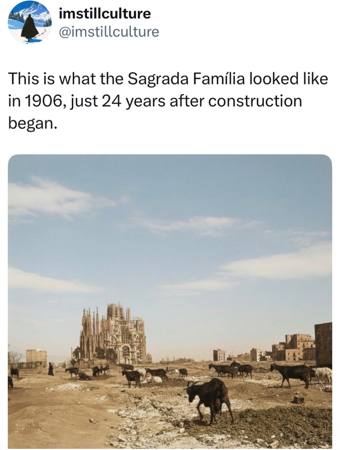 imstillculture
@imstillculture
This is what the Sagrada Família looked like
in 1906, just 24 years after construction
began.